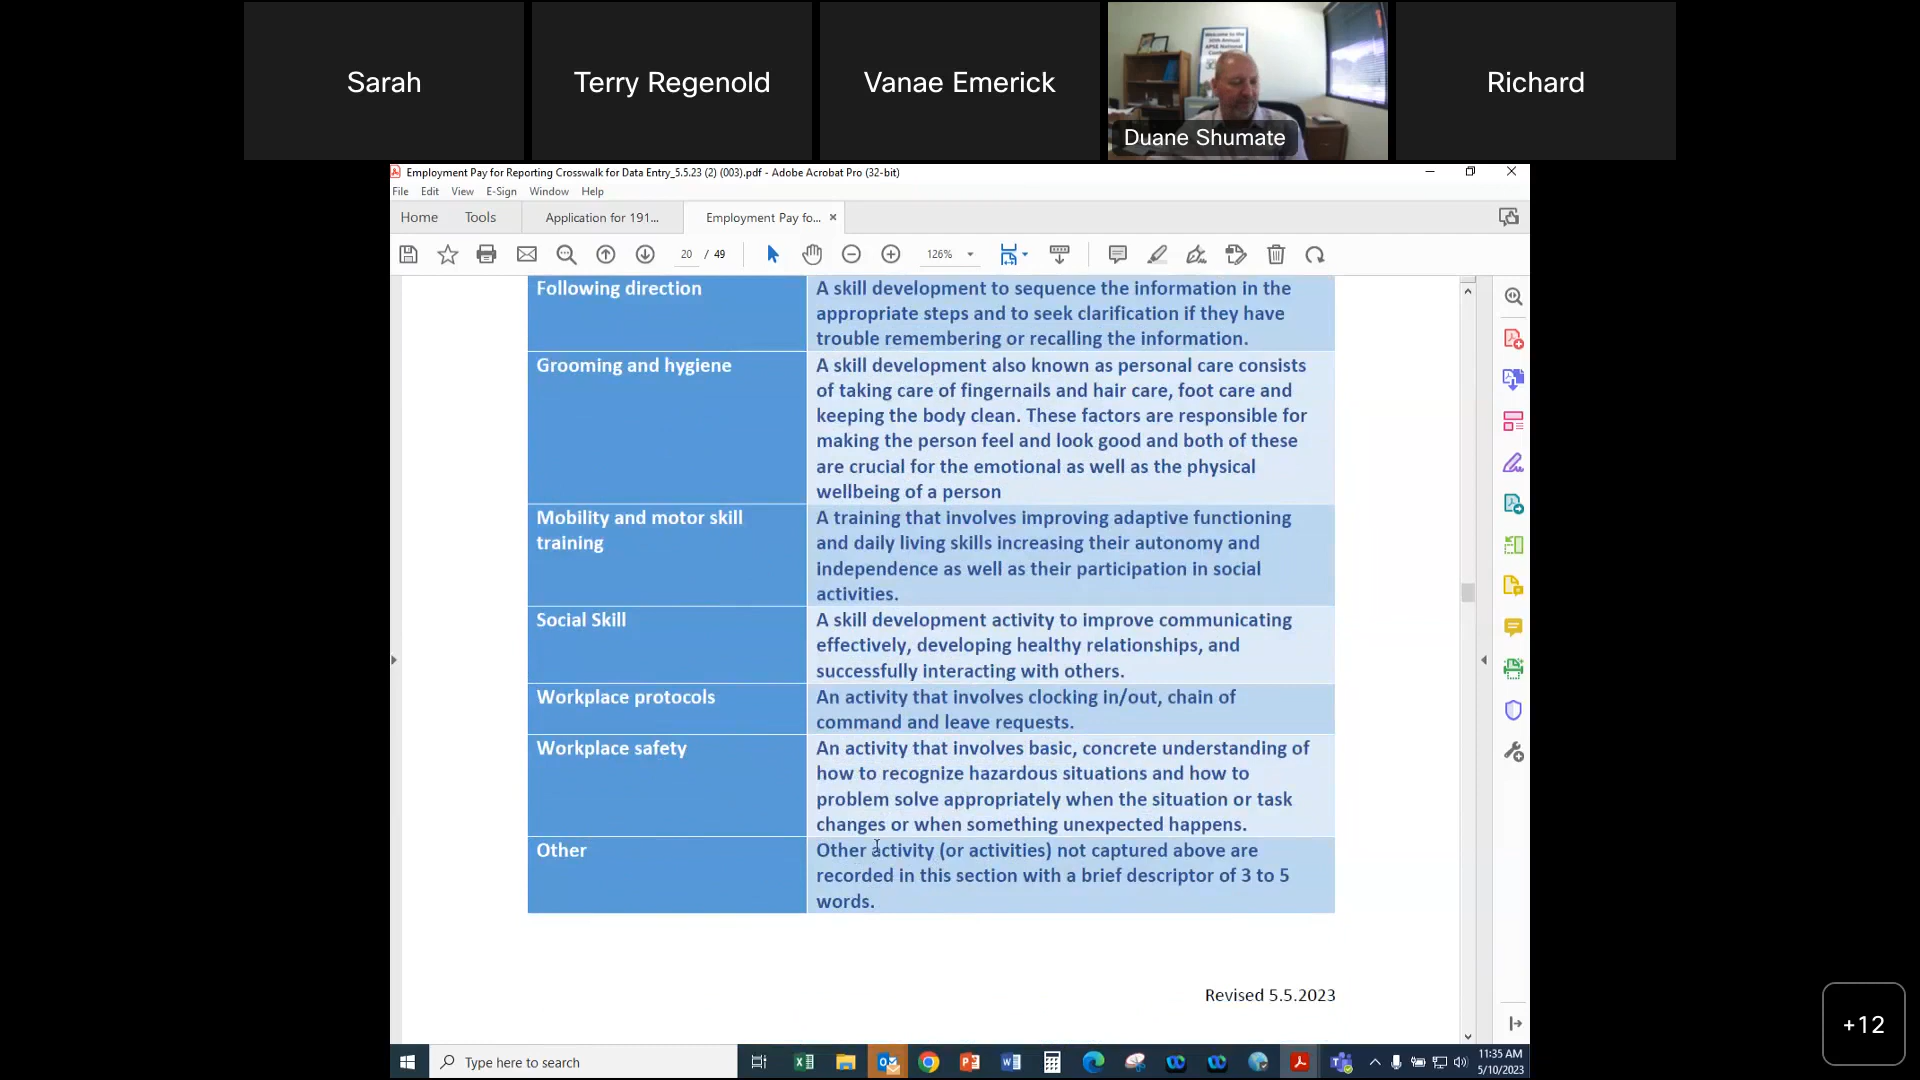 Sarah
Terry Regenold
Vanae Emerick
Welcome to the
Duane Shumate
Richard
Employment Pay for Reporting Crosswalk for Data Entry_5.5.23 (2) (003).pdf - Adobe Acrobat Pro (32-bit)
File Edit View E-Sign Window Help
Home Tools Application for 191... Employment Pay fo... ×
20 / 49 126%
Following direction
A skill development to sequence the information in the
appropriate steps and to seek clarification if they have
trouble remembering or recalling the information.
Grooming and hygiene
A skill development also known as personal care consists
of taking care of fingernails and hair care, foot care and
keeping the body clean. These factors are responsible for
making the person feel and look good and both of these
are crucial for the emotional as well as the physical
wellbeing of a person
Mobility and motor skill
training
A training that involves improving adaptive functioning
and daily living skills increasing their autonomy and
independence as well as their participation in social
activities.
Social Skill
A skill development activity to improve communicating
effectively, developing healthy relationships, and
successfully interacting with others.
Workplace protocols
An activity that involves clocking in/out, chain of
command and leave requests.
Workplace safety
An activity that involves basic, concrete understanding of
how to recognize hazardous situations and how to
problem solve appropriately when the situation or task
changes or when something unexpected happens.
Other
Other activity (or activities) not captured above are
recorded in this section with a brief descriptor of 3 to 5
words.
Revised 5.5.2023
+12
Type here to search
11:35 AM
5/10/2023